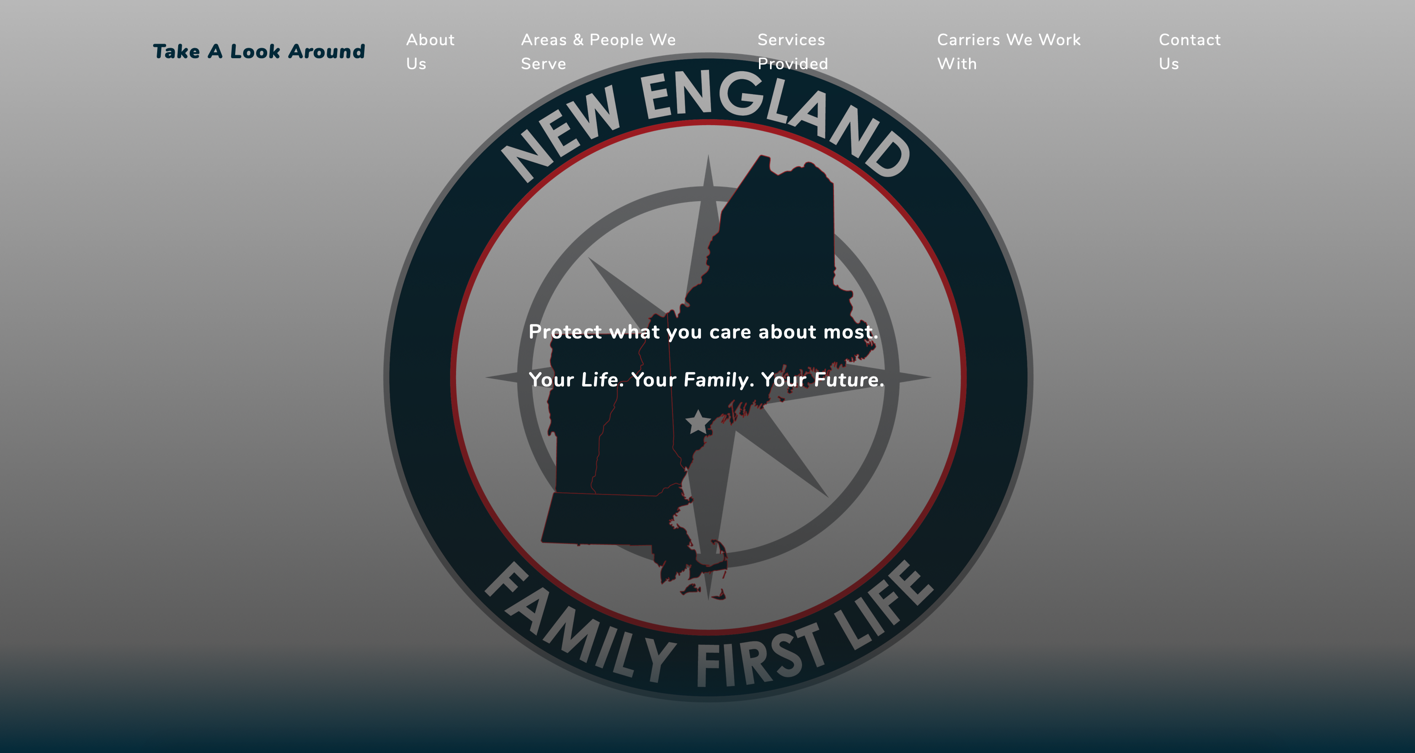 Take A Look Around
About
Us
Areas & People We
Serve
Services
Provided
Carriers We Work
With
Contact
Us
NEW ENGLAND
Protect what you care about most.
Your Life. Your Family. Your Future.
FAMILY FIRST LIFE